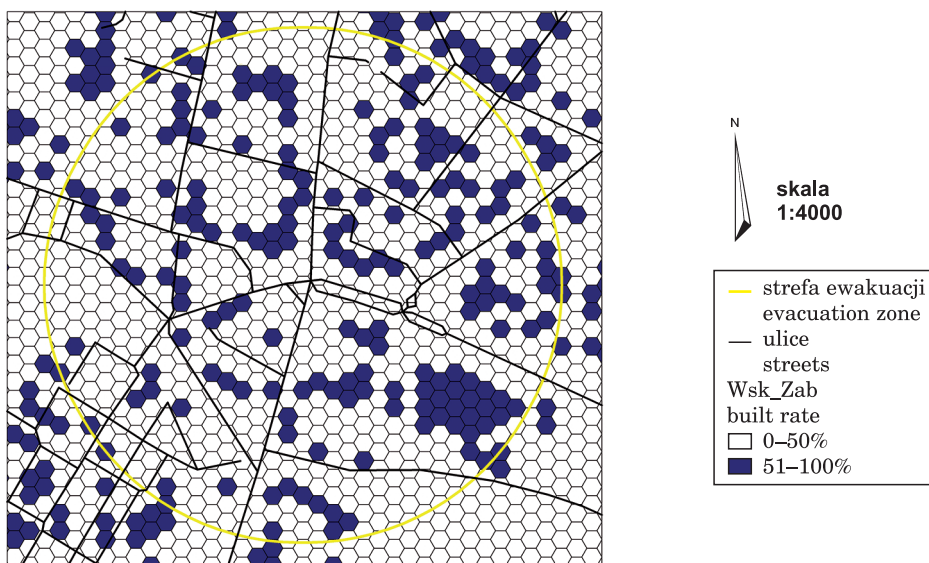 N
skala
1:4000
strefa ewakuacji
evacuation zone
ulice
streets
Wsk_Zab
built rate
0–50%
51–100%